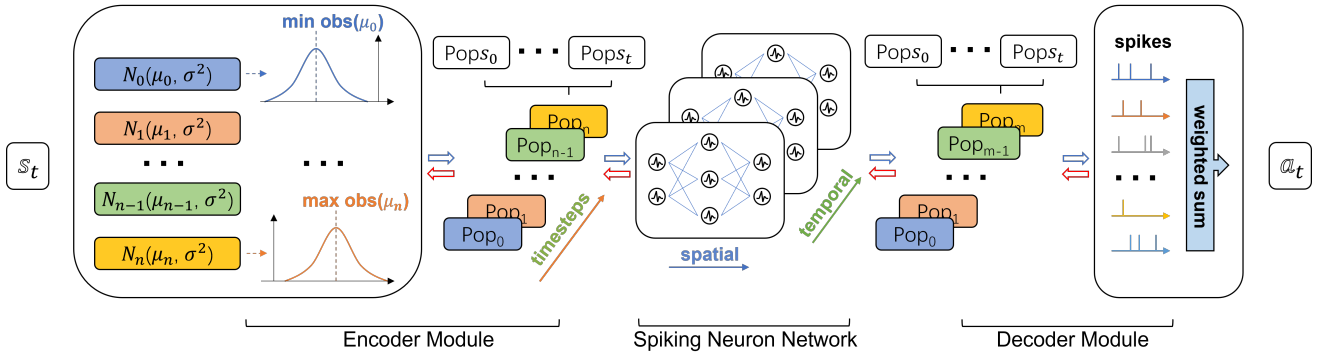 𝕊t
N0(μ0, σ²)
N1(μ1, σ²)
▪ ▪ ▪
Nn−1(μn−1, σ²)
Nn(μn, σ²)
min obs(μ0)
▪ ▪ ▪
max obs(μn)
Pops0 ▪ ▪ ▪ Popst
Popn
Popn-1
▪ ▪ ▪
Pop1
Pop0
timesteps
spatial
temporal
Pops0 ▪ ▪ ▪ Popst
Popm
Popm-1
▪ ▪ ▪
Pop1
Pop0
spikes
▪ ▪ ▪
weighted sum
𝕒t
Encoder Module
Spiking Neuron Network
Decoder Module